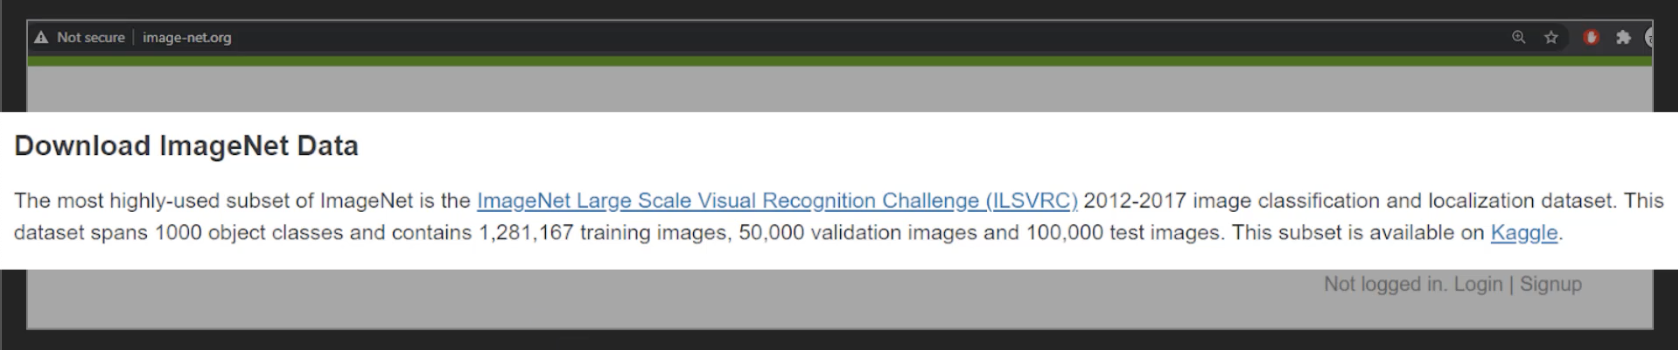 Not secure | image-net.org
Download ImageNet Data
The most highly-used subset of ImageNet is the ImageNet Large Scale Visual Recognition Challenge (ILSVRC) 2012-2017 image classification and localization dataset. This
dataset spans 1000 object classes and contains 1,281,167 training images, 50,000 validation images and 100,000 test images. This subset is available on Kaggle.
Not logged in. Login | Signup